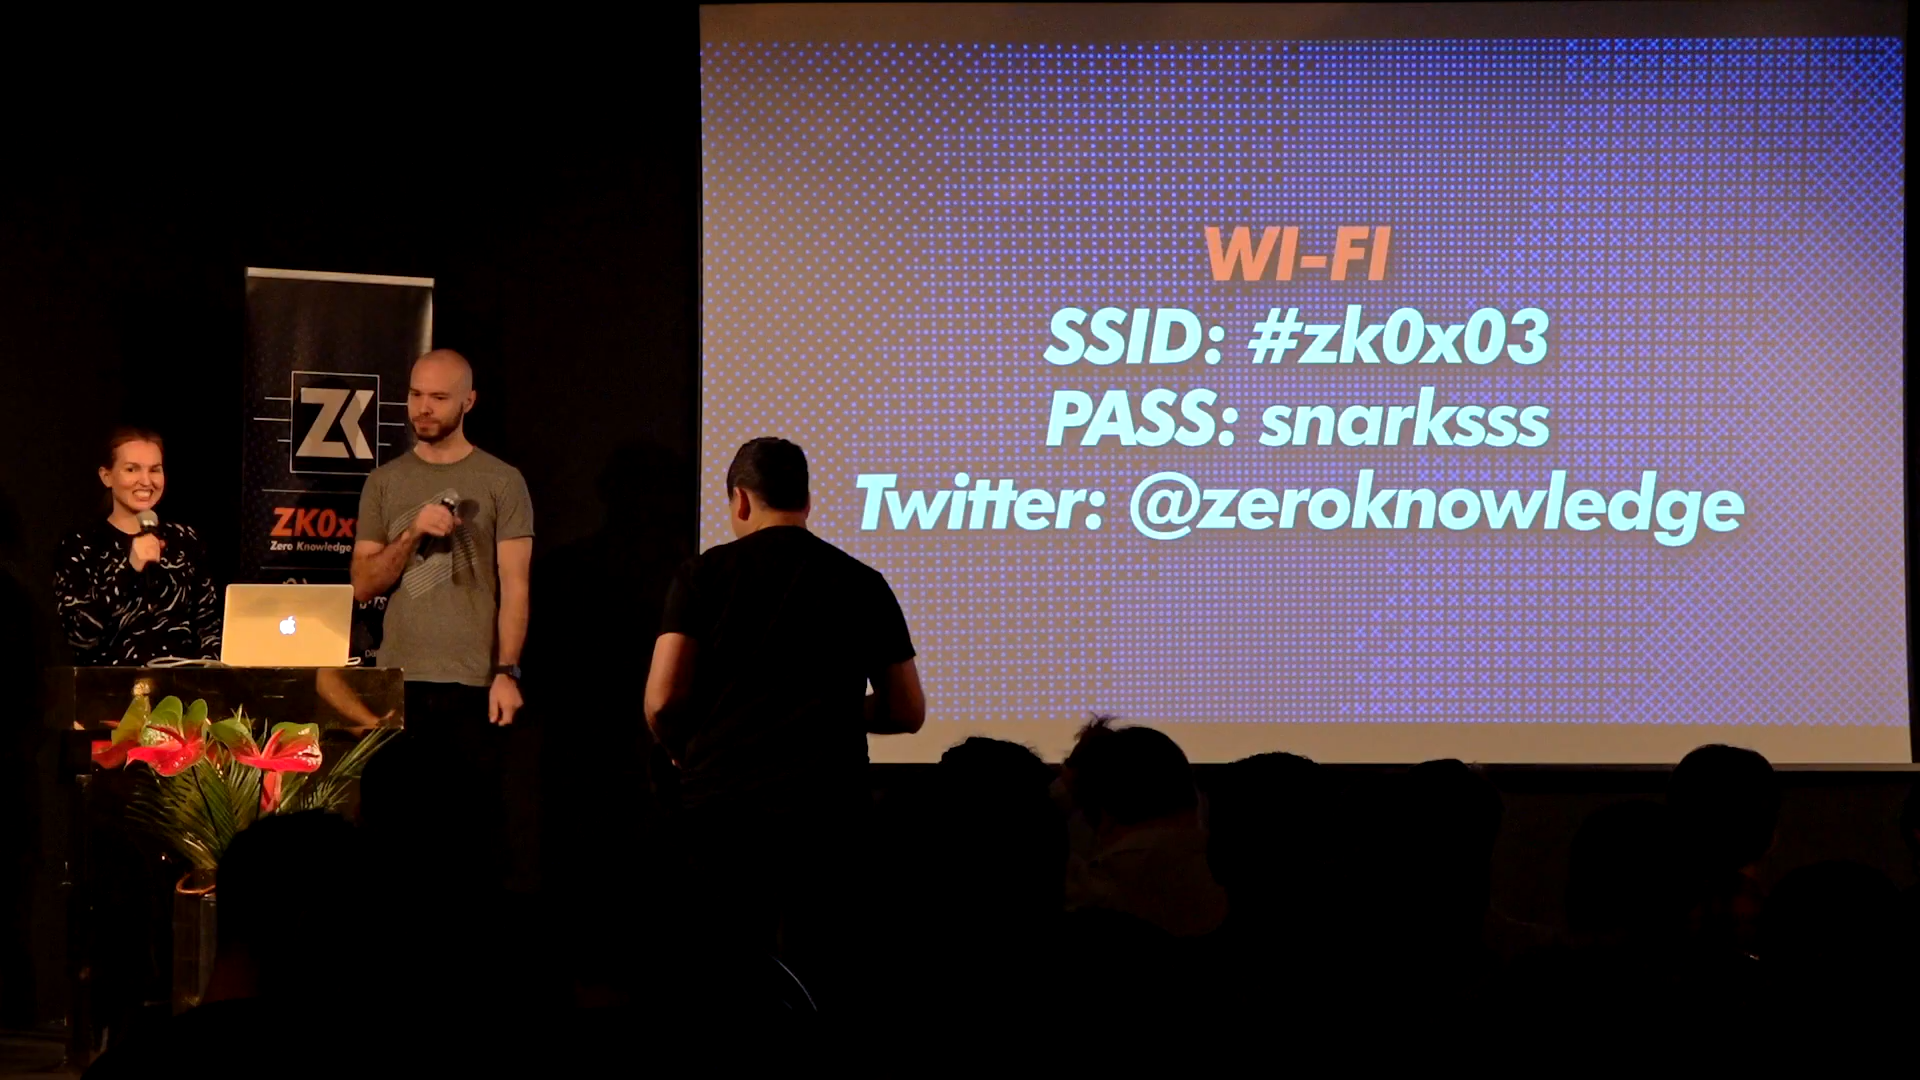 WI-FI
SSID: #zk0x03
PASS: snarksss
Twitter: @zeroknowledge
ZK
ZK0x
Zero Knowledge